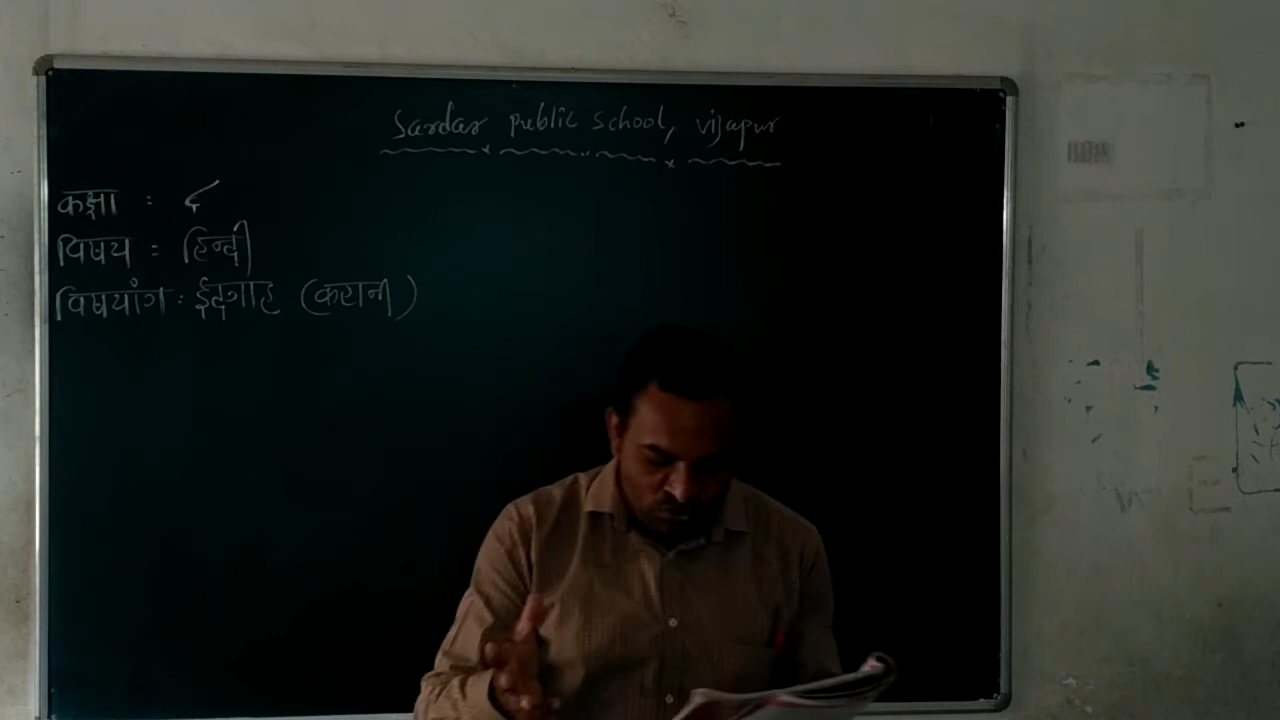 Sardar public school, vijapur
कक्षा : ८
विषय : हिन्दी
विषयांग : ईदगाह (कहानी)